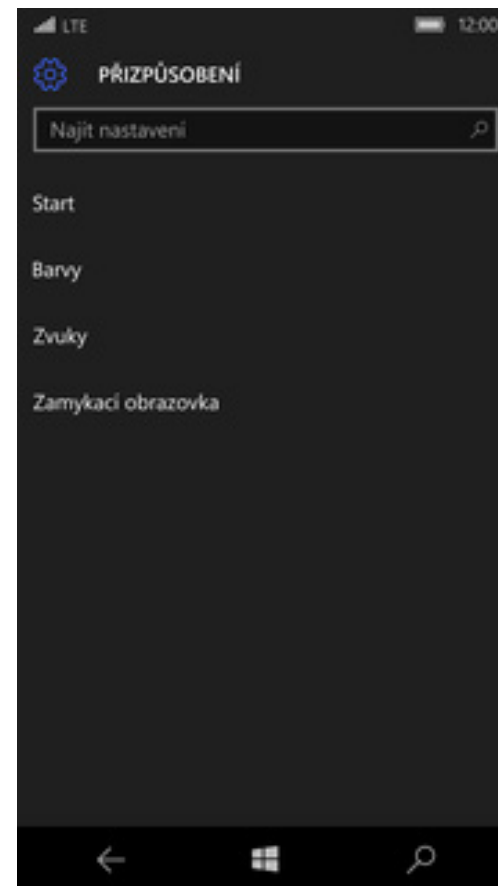 LTE 12:00
PŘIZPŮSOBENÍ
Najít nastavení
Start
Barvy
Zvuky
Zamykací obrazovka